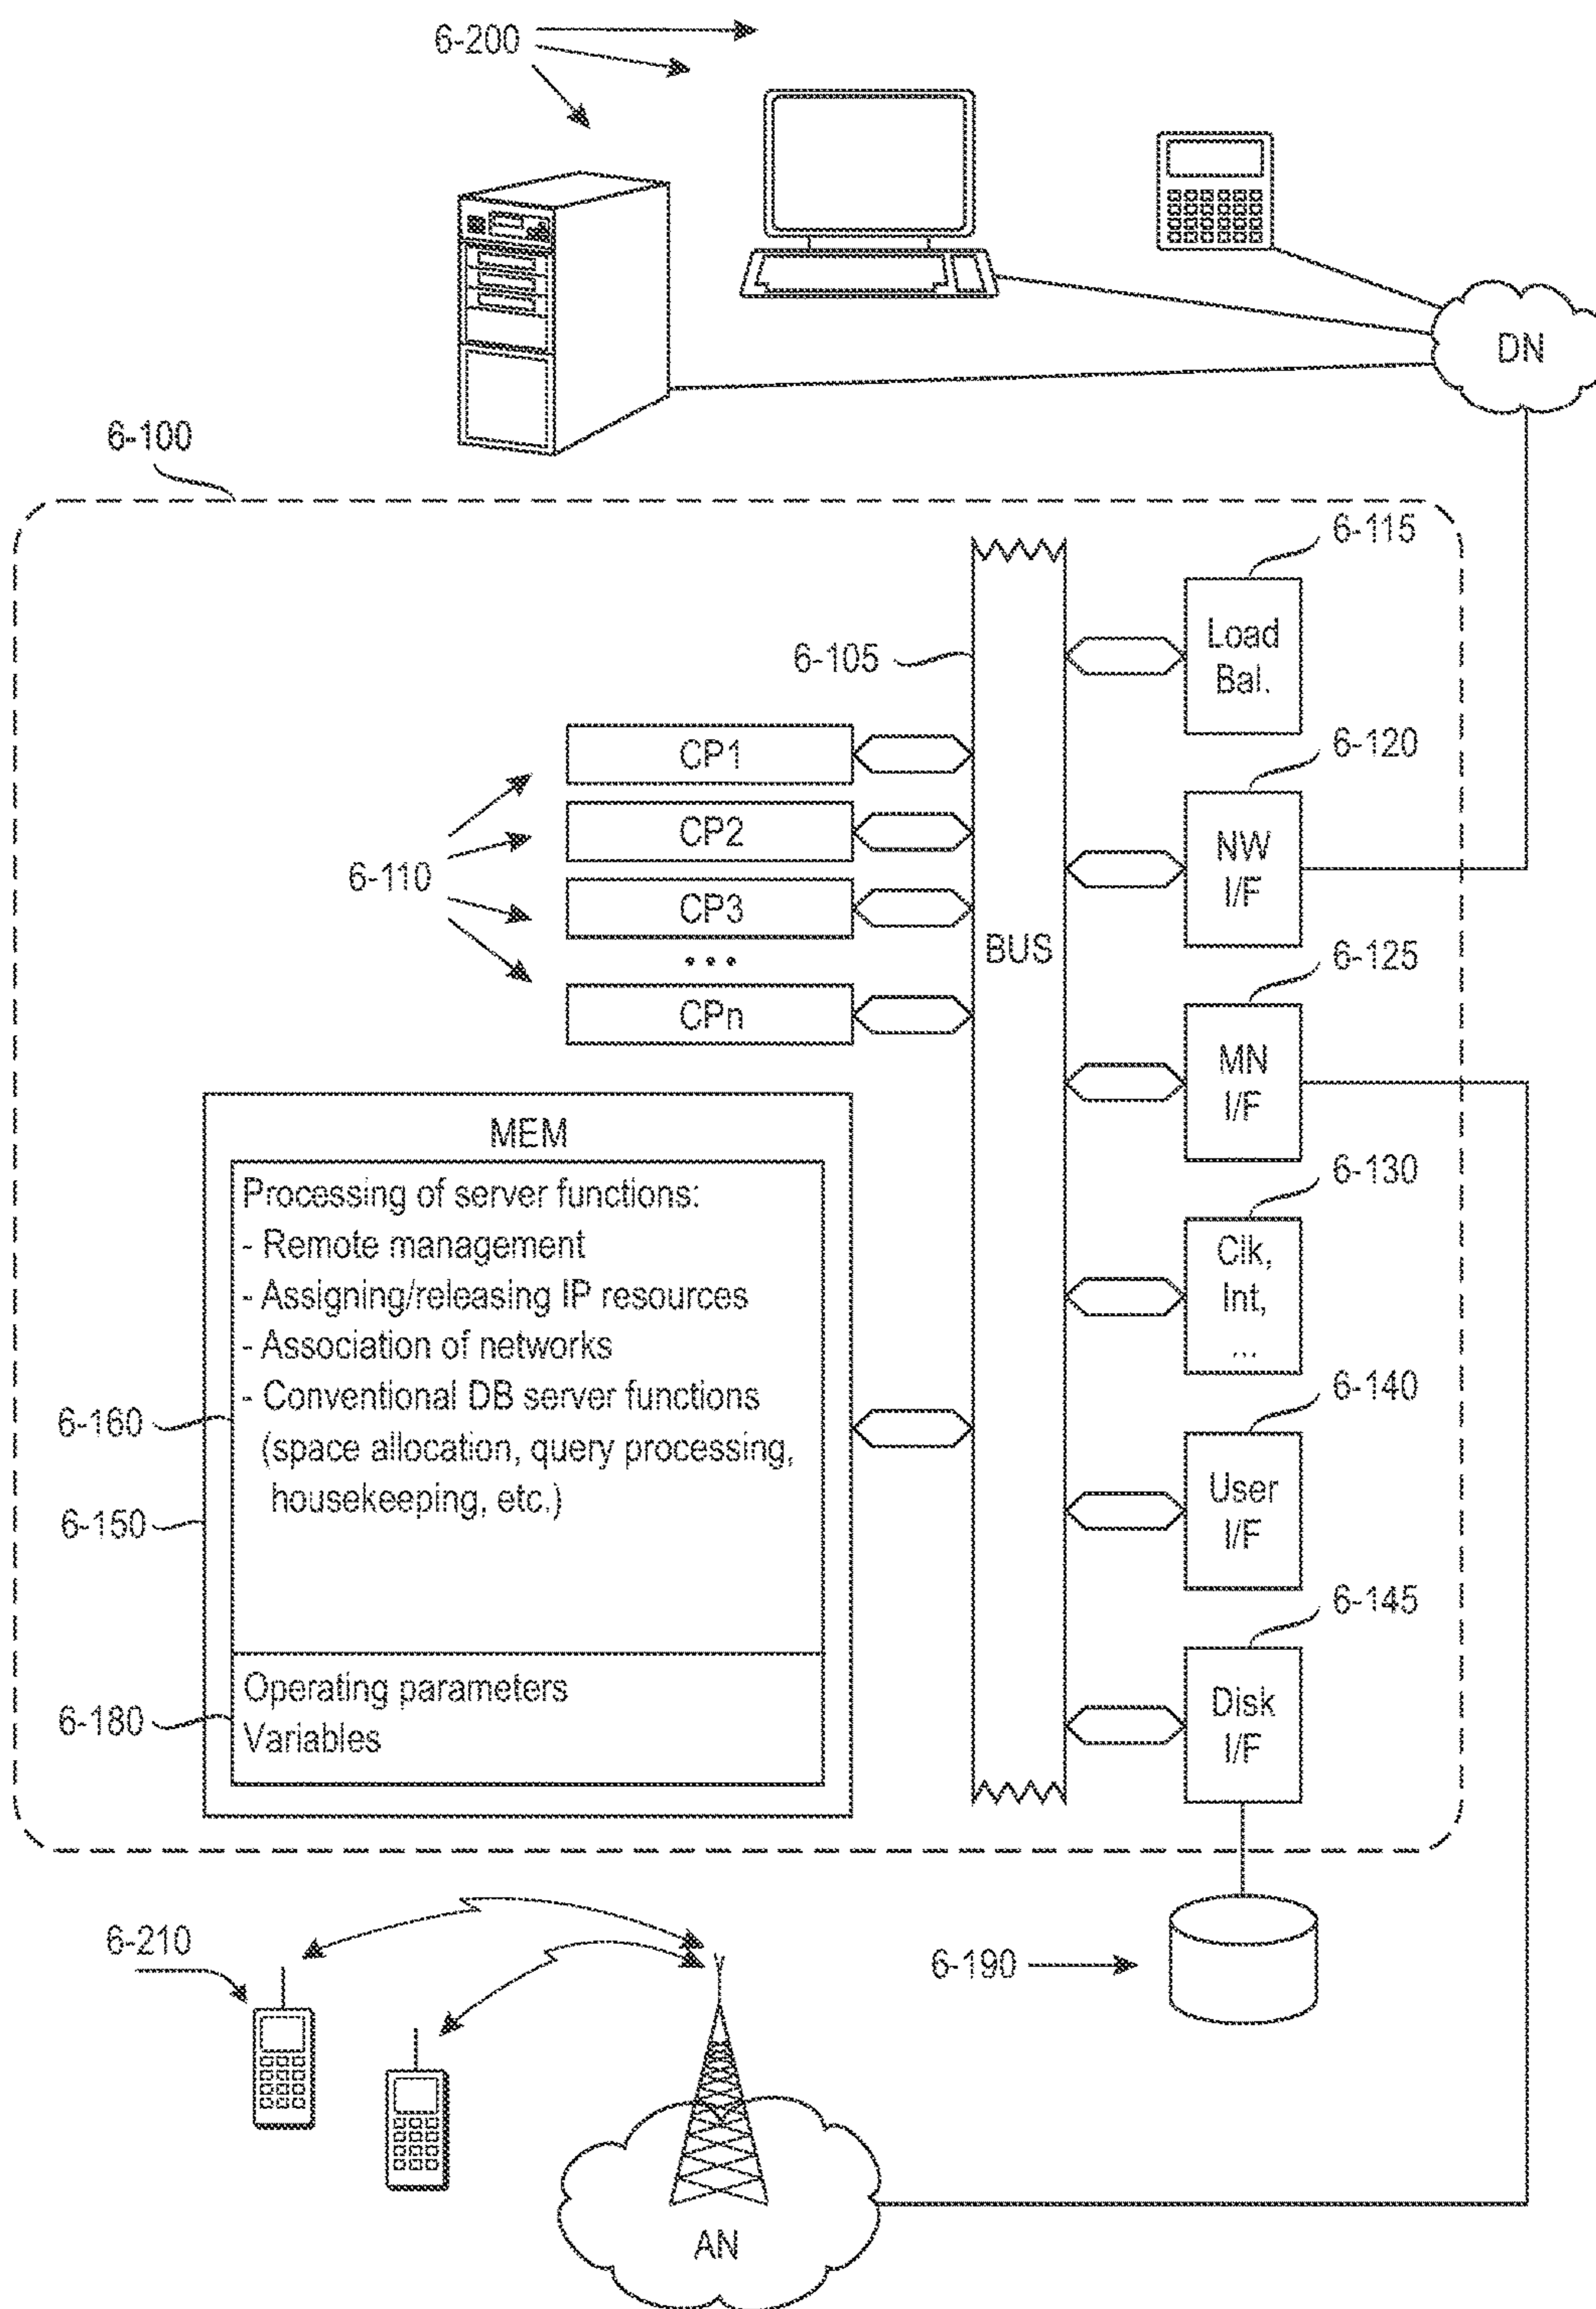 6-200
DN
6-100
6-115
Load
Bal.
6-105
6-120
CP1
NW
I/F
CP2
6-110
CP3
...
BUS
6-125
CPn
MN
I/F
MEM
6-130
Processing of server functions:
- Remote management
- Assigning/releasing IP resources
- Association of networks
- Conventional DB server functions
(space allocation, query processing,
housekeeping, etc.)
Clk,
Int,
...
6-160
6-140
User
I/F
6-150
6-145
Operating parameters
Variables
6-180
Disk
I/F
6-210
6-190
AN